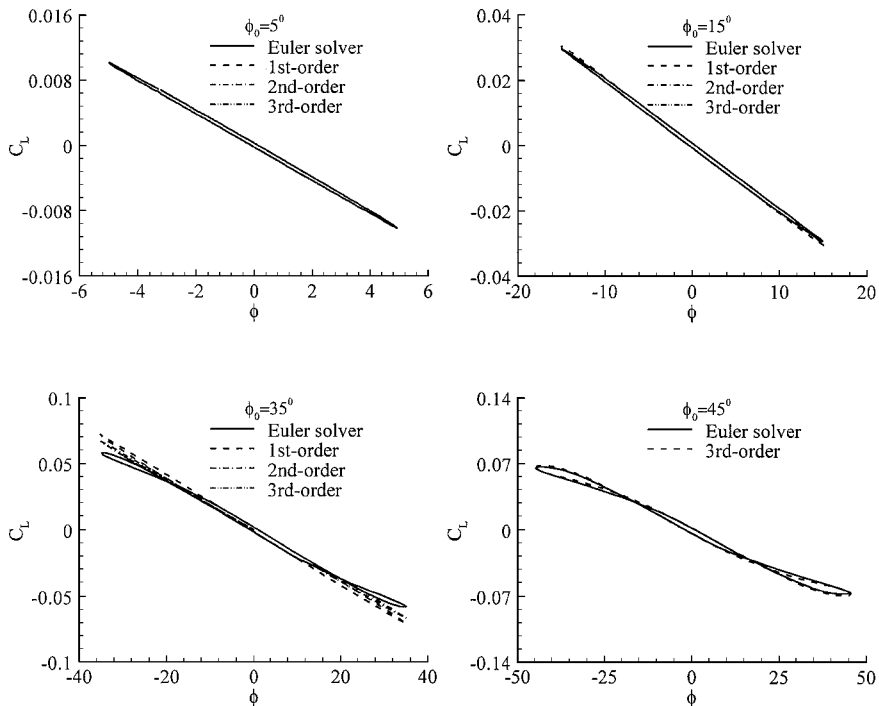 ϕ₀=5⁰
Euler solver
1st-order
2nd-order
3rd-order
0.016
0.008
0
-0.008
-0.016
C_L
-6 -4 -2 0 2 4 6
ϕ
ϕ₀=15⁰
Euler solver
1st-order
2nd-order
3rd-order
0.04
0.02
0
-0.02
-0.04
C_L
-20 -10 0 10 20
ϕ
ϕ₀=35⁰
Euler solver
1st-order
2nd-order
3rd-order
0.1
0.05
0
-0.05
-0.1
C_L
-40 -20 0 20 40
ϕ
ϕ₀=45⁰
Euler solver
3rd-order
0.14
0.07
0
-0.07
-0.14
C_L
-50 -25 0 25 50
ϕ